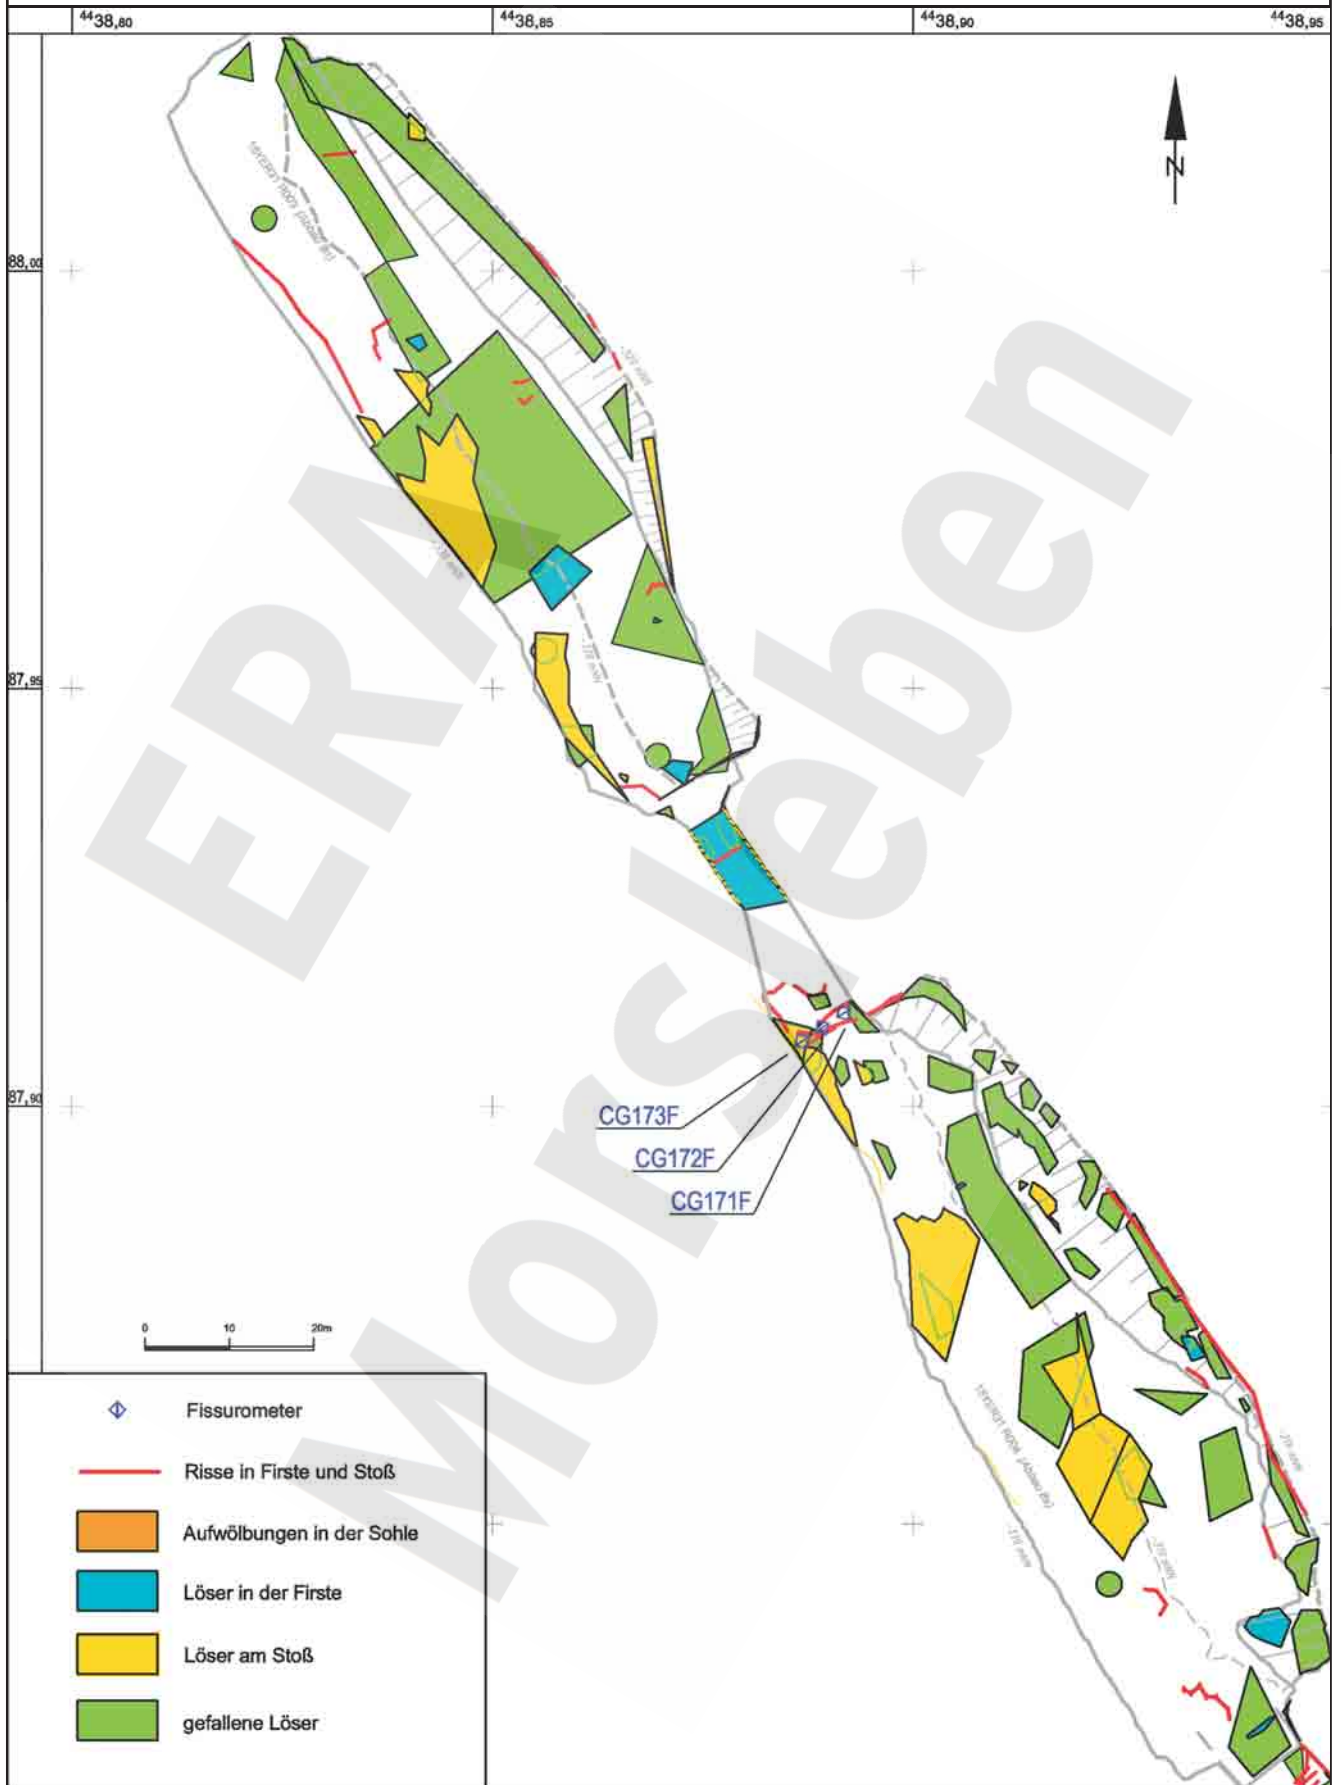 4438,80 4438,85 4438,90 4438,95
N
88,00
87,95
87,90
CG173F
CG172F
CG171F
0 10 20m
Fissurometer
Risse in Firste und Stoß
Aufwölbungen in der Sohle
Löser in der Firste
Löser am Stoß
gefallene Löser
ERA
Morsleben